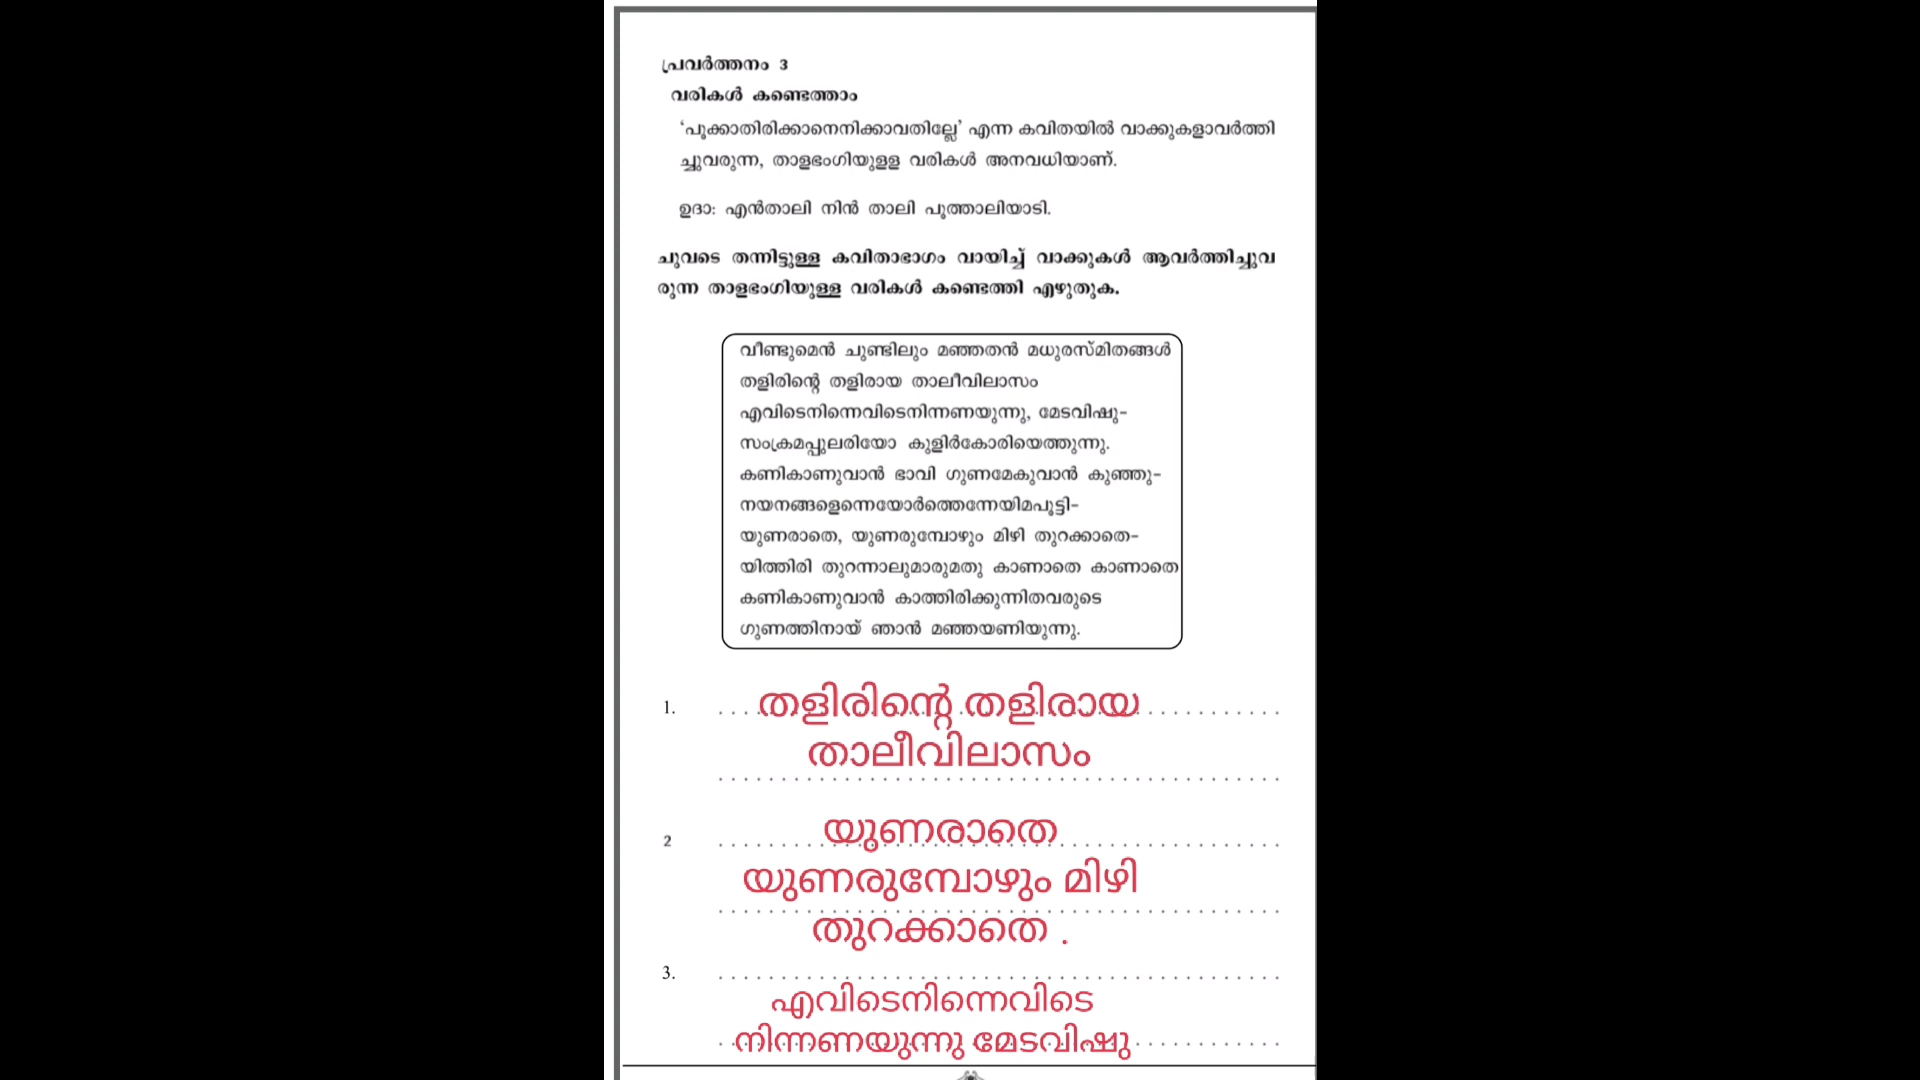 പ്രവർത്തനം 3
വരികൾ കണ്ടെത്താം
‘പൂക്കാതിരിക്കാനെനിക്കാവതില്ലേ’ എന്ന കവിതയിൽ വാക്കുകളാവർത്തി
ച്ചുവരുന്ന, താളഭംഗിയുളള വരികൾ അനവധിയാണ്.
ഉദാ: എൻതാലി നിൻ താലി പൂത്താലിയാടി.
ചുവടെ തന്നിട്ടുള്ള കവിതാഭാഗം വായിച്ച് വാക്കുകൾ ആവർത്തിച്ചുവ
രുന്ന താളഭംഗിയുള്ള വരികൾ കണ്ടെത്തി എഴുതുക.
വീണ്ടുമെൻ ചുണ്ടിലും മഞ്ഞതൻ മധുരസ്മിതങ്ങൾ
തളിരിന്റെ തളിരായ താലീവിലാസം
എവിടെനിന്നെവിടെനിന്നണയുന്നു, മേടവിഷു-
സംക്രമപ്പുലരിയോ കുളിർകോരിയെത്തുന്നു.
കണികാണുവാൻ ഭാവി ഗുണമേകുവാൻ കുഞ്ഞു-
നയനങ്ങളെന്നെയോർത്തെന്നേയിമപൂട്ടി-
യുണരാതെ, യുണരുമ്പോഴും മിഴി തുറക്കാതെ-
യിത്തിരി തുറന്നാലുമാരുമതു കാണാതെ കാണാതെ
കണികാണുവാൻ കാത്തിരിക്കുന്നിതവരുടെ
ഗുണത്തിനായ് ഞാൻ മഞ്ഞയണിയുന്നു.
1. തളിരിന്റെ തളിരായ
താലീവിലാസം
2 യുണരാതെ
യുണരുമ്പോഴും മിഴി
തുറക്കാതെ .
3.
എവിടെനിന്നെവിടെ
നിന്നണയുന്നു മേടവിഷു